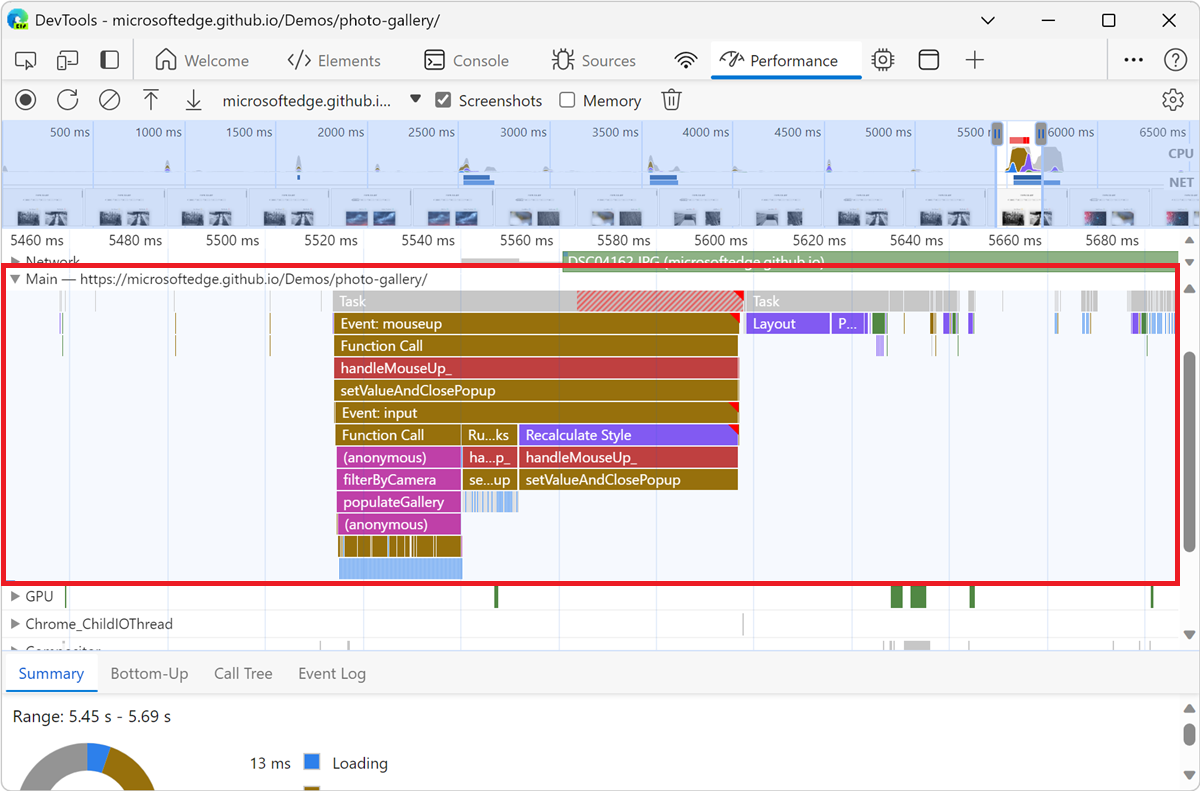 DevTools - microsoftedge.github.io/Demos/photo-gallery/
Welcome Elements Console Sources Performance
microsoftedge.github.i... Screenshots Memory
500 ms 1000 ms 1500 ms 2000 ms 2500 ms 3000 ms 3500 ms 4000 ms 4500 ms 5000 ms 5500 6000 ms 6500 ms
CPU
NET
5460 ms 5480 ms 5500 ms 5520 ms 5540 ms 5560 ms 5580 ms 5600 ms 5620 ms 5640 ms 5660 ms 5680 ms
Network DSC04162.JPG (microsoftedge.github.io)
Main — https://microsoftedge.github.io/Demos/photo-gallery/
Task Task
Event: mouseup Layout P...
Function Call
handleMouseUp_
setValueAndClosePopup
Event: input
Function Call Ru...ks Recalculate Style
(anonymous) ha...p_ handleMouseUp_
filterByCamera se...up setValueAndClosePopup
populateGallery
(anonymous)
GPU
Chrome_ChildIOThread
Compositor
Summary Bottom-Up Call Tree Event Log
Range: 5.45 s - 5.69 s
13 ms Loading